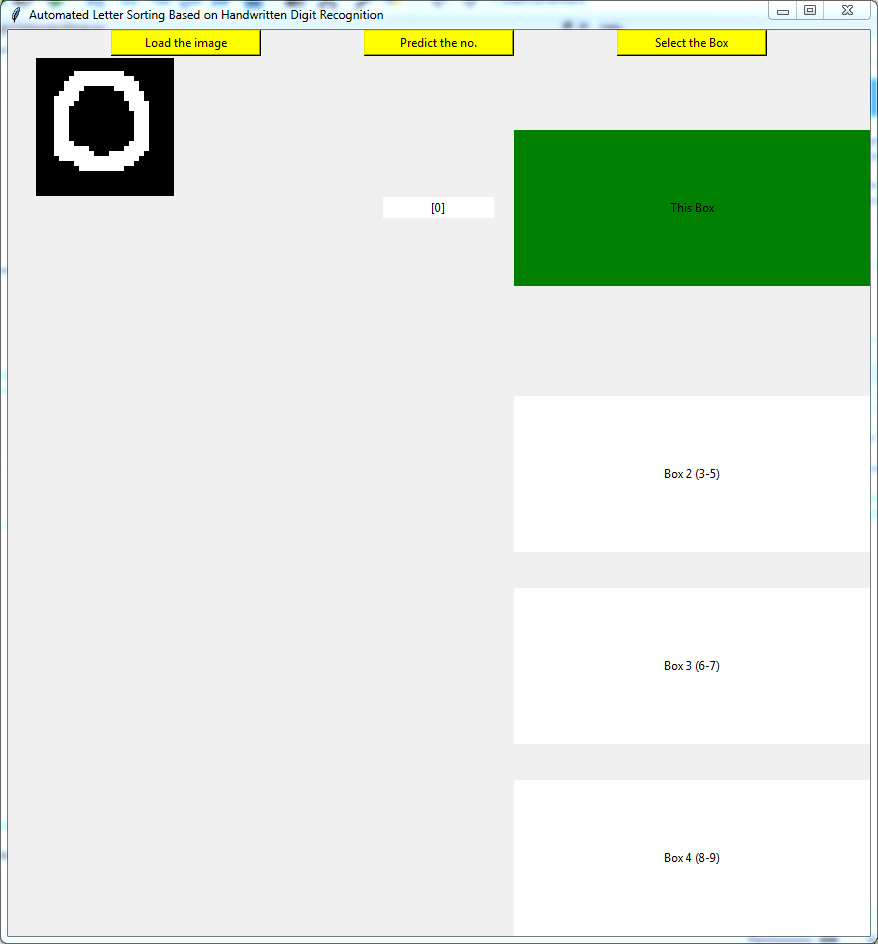 Automated Letter Sorting Based on Handwritten Digit Recognition
Load the image
Predict the no.
Select the Box
0
[0]
This Box
Box 2 (3-5)
Box 3 (6-7)
Box 4 (8-9)